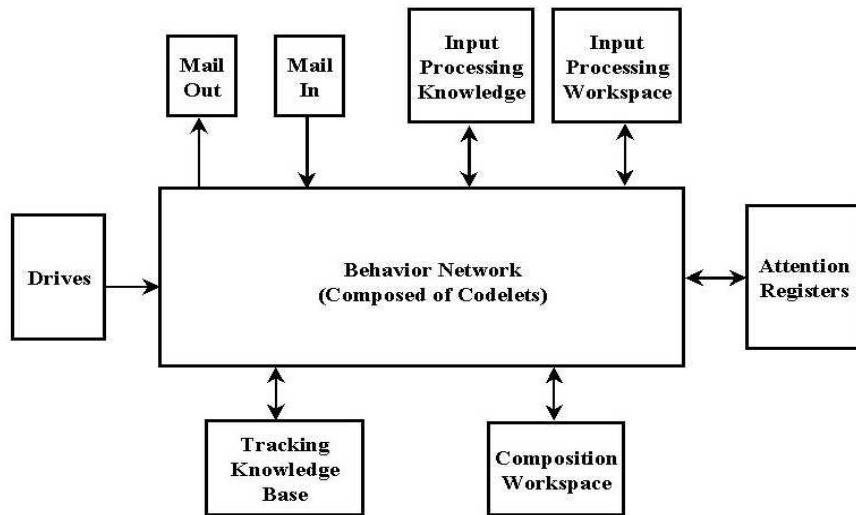 Mail
Out
Mail
In
Input
Processing
Knowledge
Input
Processing
Workspace
Drives
Behavior Network
(Composed of Codelets)
Attention
Registers
Tracking
Knowledge
Base
Composition
Workspace